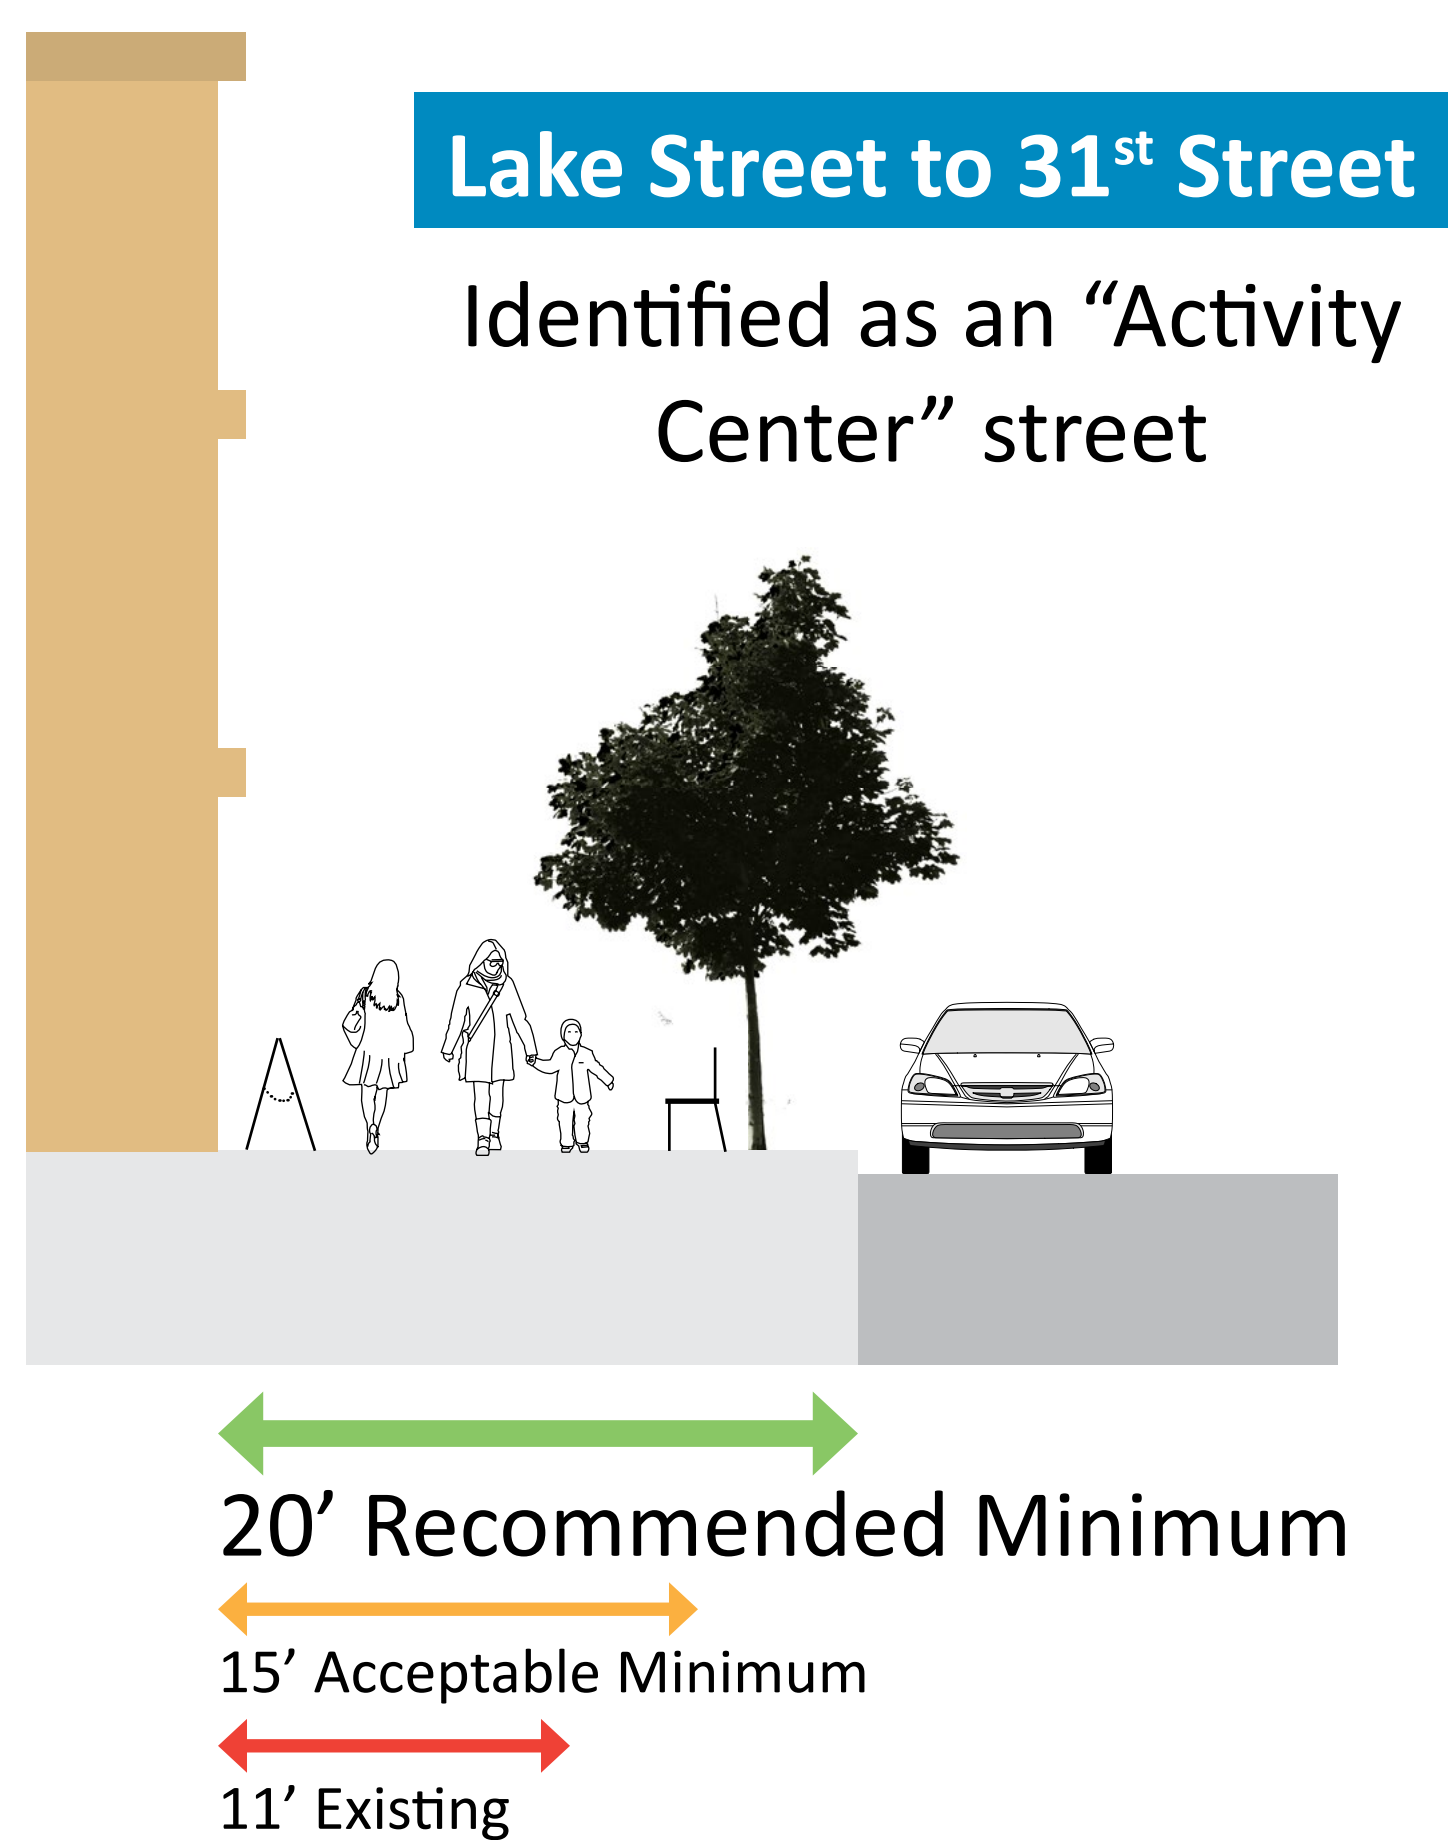 Lake Street to 31st Street
Identified as an “Activity
Center” street
20’ Recommended Minimum
15’ Acceptable Minimum
11’ Existing